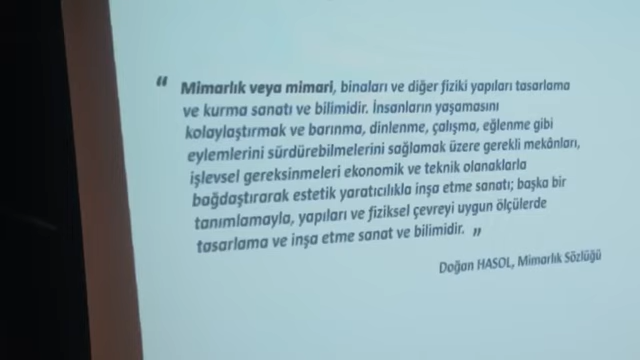 “ Mimarlık veya mimari, binaları ve diğer fiziki yapıları tasarlama
ve kurma sanatı ve bilimidir. İnsanların yaşamasını
kolaylaştırmak ve barınma, dinlenme, çalışma, eğlenme gibi
eylemlerini sürdürebilmelerini sağlamak üzere gerekli mekânları,
işlevsel gereksinmeleri ekonomik ve teknik olanaklarla
bağdaştırarak estetik yaratıcılıkla inşa etme sanatı; başka bir
tanımlamayla, yapıları ve fiziksel çevreyi uygun ölçülerde
tasarlama ve inşa etme sanat ve bilimidir. ”
Doğan HASOL, Mimarlık Sözlüğü